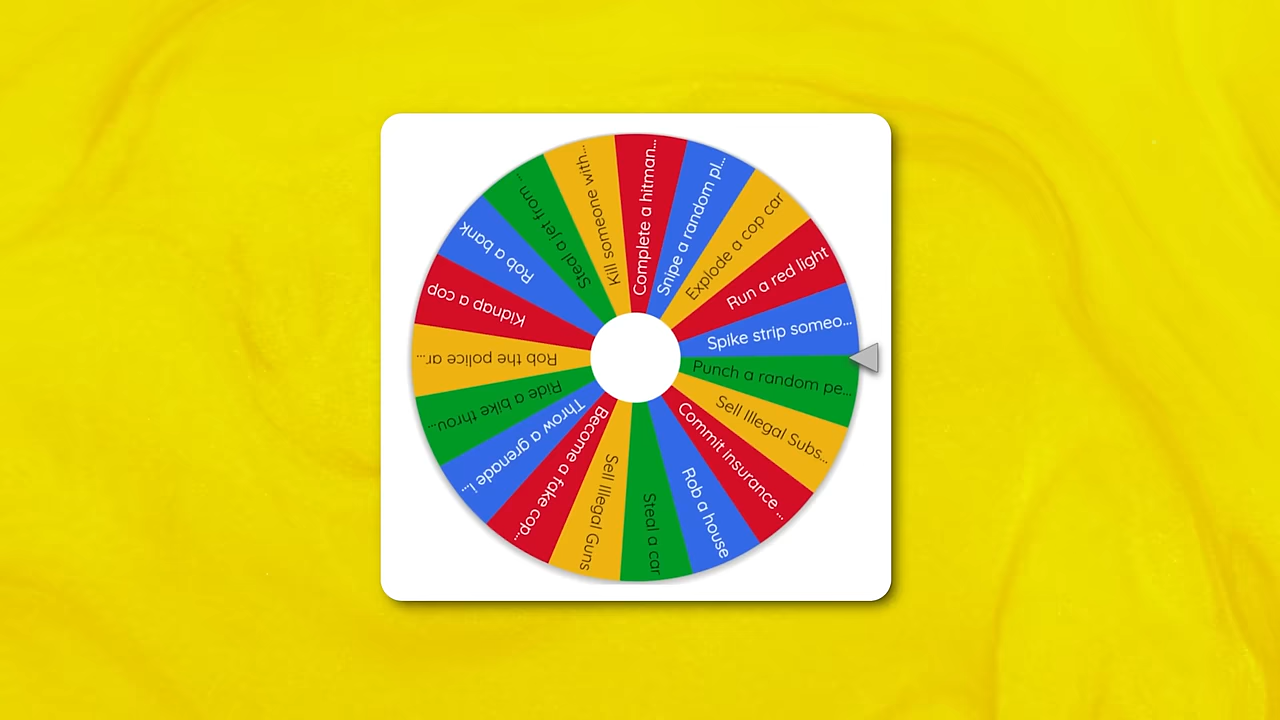 Complete a hitman...
Snipe a random pl...
Explode a cop car
Run a red light
Spike strip someo...
Punch a random pe...
Sell Illegal Subs...
Commit Insurance ...
Rob a house
Steal a car
Sell Illegal Guns
Become a fake cop...
Throw a grenade i...
Ride a bike throu...
Rob the police ar...
Kidnap a cop
Rob a bank
Steal a jet from ...
Kill someone with...